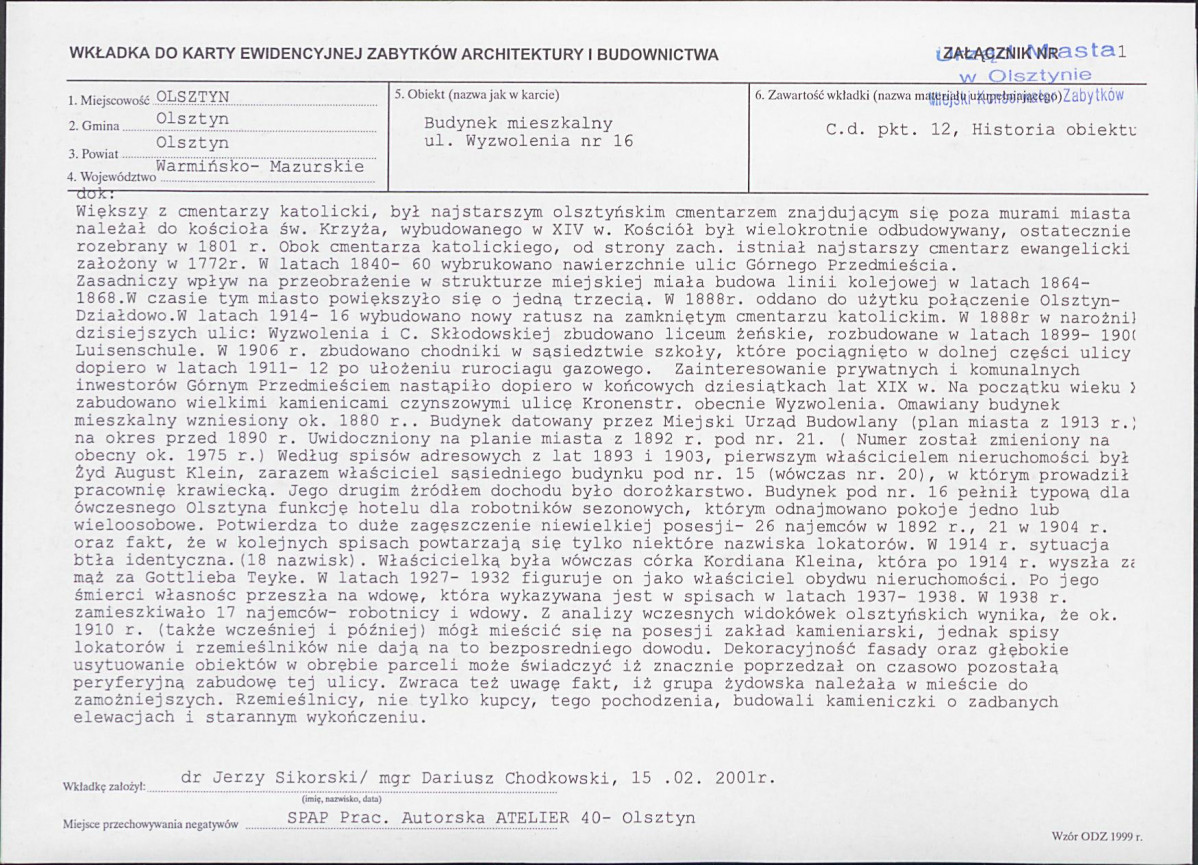 WKŁADKA DO KARTY EWIDENCYJNEJ ZABYTKÓW ARCHITEKTURY I BUDOWNICTWA
ZAŁĄCZNIK NR 1
Urząd Miasta
w Olsztynie
Miejski Konserwator Zabytków
1. Miejscowość OLSZTYN
2. Gmina Olsztyn
3. Powiat Olsztyn
4. Województwo Warmińsko- Mazurskie
5. Obiekt (nazwa jak w karcie)
Budynek mieszkalny
ul. Wyzwolenia nr 16
6. Zawartość wkładki (nazwa materiału uzupełniającego)
C.d. pkt. 12, Historia obiektu
dok:
Większy z cmentarzy katolicki, był najstarszym olsztyńskim cmentarzem znajdującym się poza murami miasta
należał do kościoła św. Krzyża, wybudowanego w XIV w. Kościół był wielokrotnie odbudowywany, ostatecznie
rozebrany w 1801 r. Obok cmentarza katolickiego, od strony zach. istniał najstarszy cmentarz ewangelicki
założony w 1772r. W latach 1840- 60 wybrukowano nawierzchnie ulic Górnego Przedmieścia.
Zasadniczy wpływ na przeobrażenie w strukturze miejskiej miała budowa linii kolejowej w latach 1864-
1868.W czasie tym miasto powiększyło się o jedną trzecią. W 1888r. oddano do użytku połączenie Olsztyn-
Działdowo.W latach 1914- 16 wybudowano nowy ratusz na zamkniętym cmentarzu katolickim. W 1888r w narożni
dzisiejszych ulic: Wyzwolenia i C. Skłodowskiej zbudowano liceum żeńskie, rozbudowane w latach 1899- 190
Luisenschule. W 1906 r. zbudowano chodniki w sąsiedztwie szkoły, które pociągnięto w dolnej części ulicy
dopiero w latach 1911- 12 po ułożeniu rurociągu gazowego. Zainteresowanie prywatnych i komunalnych
inwestorów Górnym Przedmieściem nastąpiło dopiero w końcowych dziesiątkach lat XIX w. Na początku wieku
zabudowano wielkimi kamienicami czynszowymi ulicę Kronenstr. obecnie Wyzwolenia. Omawiany budynek
mieszkalny wzniesiony ok. 1880 r.. Budynek datowany przez Miejski Urząd Budowlany (plan miasta z 1913 r.)
na okres przed 1890 r. Uwidoczniony na planie miasta z 1892 r. pod nr. 21. ( Numer został zmieniony na
obecny ok. 1975 r.) Według spisów adresowych z lat 1893 i 1903, pierwszym właścicielem nieruchomości był
Żyd August Klein, zarazem właściciel sąsiedniego budynku pod nr. 15 (wówczas nr. 20), w którym prowadził
pracownię krawiecką. Jego drugim źródłem dochodu było dorożkarstwo. Budynek pod nr. 16 pełnił typową dla
ówczesnego Olsztyna funkcję hotelu dla robotników sezonowych, którym odnajmowano pokoje jedno lub
wieloosobowe. Potwierdza to duże zagęszczenie niewielkiej posesji- 26 najemców w 1892 r., 21 w 1904 r.
oraz fakt, że w kolejnych spisach powtarzają się tylko niektóre nazwiska lokatorów. W 1914 r. sytuacja
btła identyczna.(18 nazwisk). Właścicielką była wówczas córka Kordiana Kleina, która po 1914 r. wyszła za
mąż za Gottlieba Teyke. W latach 1927- 1932 figuruje on jako właściciel obydwu nieruchomości. Po jego
śmierci własnośc przeszła na wdowę, która wykazywana jest w spisach w latach 1937- 1938. W 1938 r.
zamieszkiwało 17 najemców- robotnicy i wdowy. Z analizy wczesnych widokówek olsztyńskich wynika, że ok.
1910 r. (także wcześniej i później) mógł mieścić się na posesji zakład kamieniarski, jednak spisy
lokatorów i rzemieślników nie dają na to bezposredniego dowodu. Dekoracyjność fasady oraz głębokie
usytuowanie obiektów w obrębie parceli może świadczyć iż znacznie poprzedzał on czasowo pozostałą
peryferyjną zabudowę tej ulicy. Zwraca też uwagę fakt, iż grupa żydowska należała w mieście do
zamożniejszych. Rzemieślnicy, nie tylko kupcy, tego pochodzenia, budowali kamieniczki o zadbanych
elewacjach i starannym wykończeniu.
Wkładkę założył: dr Jerzy Sikorski/ mgr Dariusz Chodkowski, 15 .02. 2001r.
(imię, nazwisko, data)
Miejsce przechowywania negatywów SPAP Prac. Autorska ATELIER 40- Olsztyn
Wzór ODZ 1999 r.